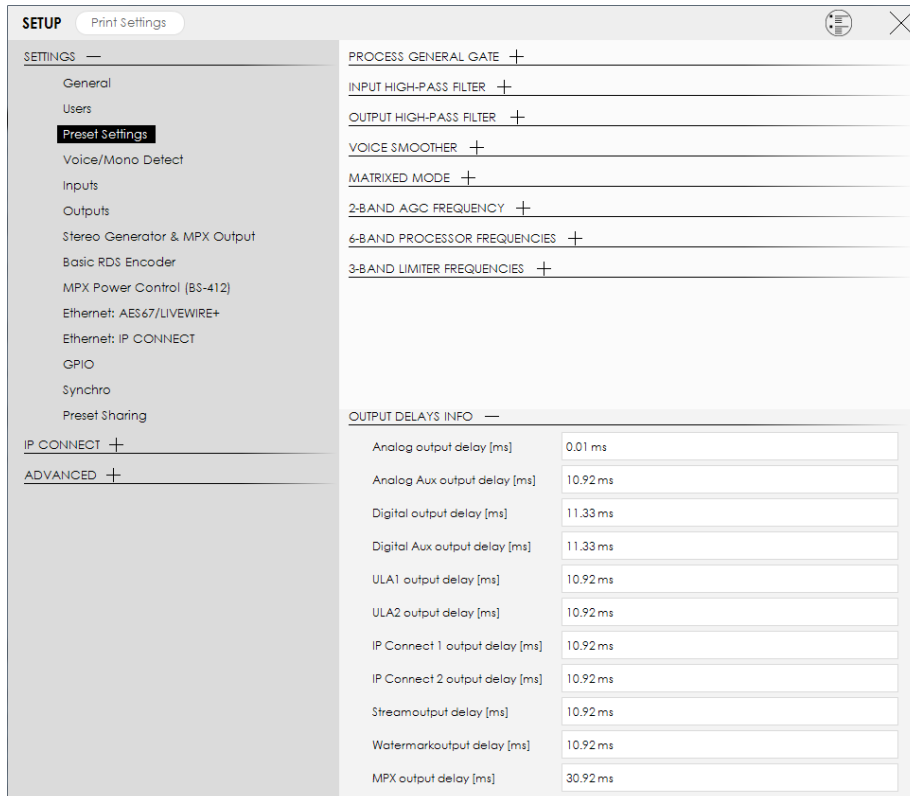 SETUP Print Settings
SETTINGS —
General
Users
Preset Settings
Voice/Mono Detect
Inputs
Outputs
Stereo Generator & MPX Output
Basic RDS Encoder
MPX Power Control (BS-412)
Ethernet: AES67/LIVEWIRE+
Ethernet: IP CONNECT
GPIO
Synchro
Preset Sharing
IP CONNECT +
ADVANCED +
PROCESS GENERAL GATE +
INPUT HIGH-PASS FILTER +
OUTPUT HIGH-PASS FILTER +
VOICE SMOOTHER +
MATRIXED MODE +
2-BAND AGC FREQUENCY +
6-BAND PROCESSOR FREQUENCIES +
3-BAND LIMITER FREQUENCIES +
OUTPUT DELAYS INFO —
Analog output delay [ms] 0.01 ms
Analog Aux output delay [ms] 10.92 ms
Digital output delay [ms] 11.33 ms
Digital Aux output delay [ms] 11.33 ms
ULA1 output delay [ms] 10.92 ms
ULA2 output delay [ms] 10.92 ms
IP Connect 1 output delay [ms] 10.92 ms
IP Connect 2 output delay [ms] 10.92 ms
Streamoutput delay [ms] 10.92 ms
Watermarkoutput delay [ms] 10.92 ms
MPX output delay [ms] 30.92 ms